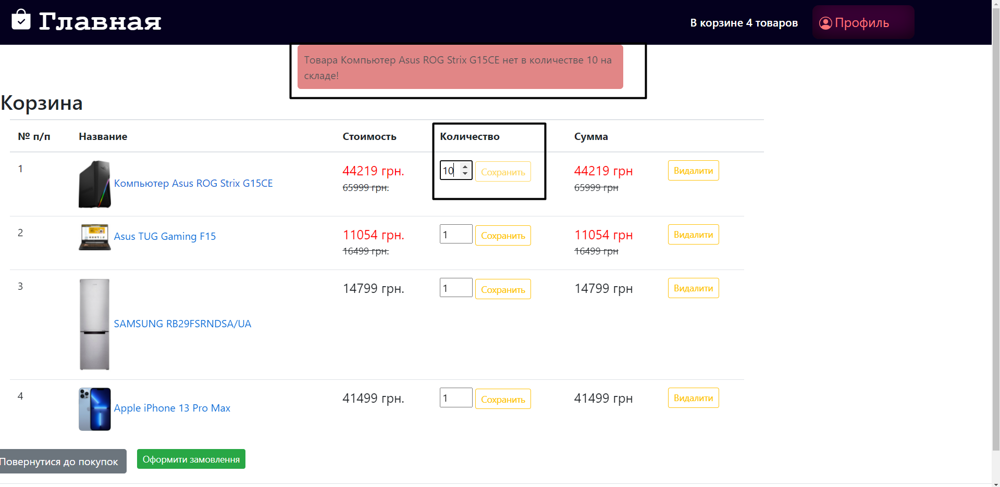 Главная
В корзине 4 товаров
Профиль
Товара Компьютер Asus ROG Strix G15CE нет в количестве 10 на
складе!
Корзина
№ п/п Название Стоимость Количество Сумма
1 Компьютер Asus ROG Strix G15CE 44219 грн. 65999 грн. 10 Сохранить 44219 грн 65999 грн Видалити
2 Asus TUG Gaming F15 11054 грн. 16499 грн. 1 Сохранить 11054 грн 16499 грн Видалити
3 SAMSUNG RB29FSRNDSA/UA 14799 грн. 1 Сохранить 14799 грн Видалити
4 Apple iPhone 13 Pro Max 41499 грн. 1 Сохранить 41499 грн Видалити
Повернутися до покупок
Оформити замовлення